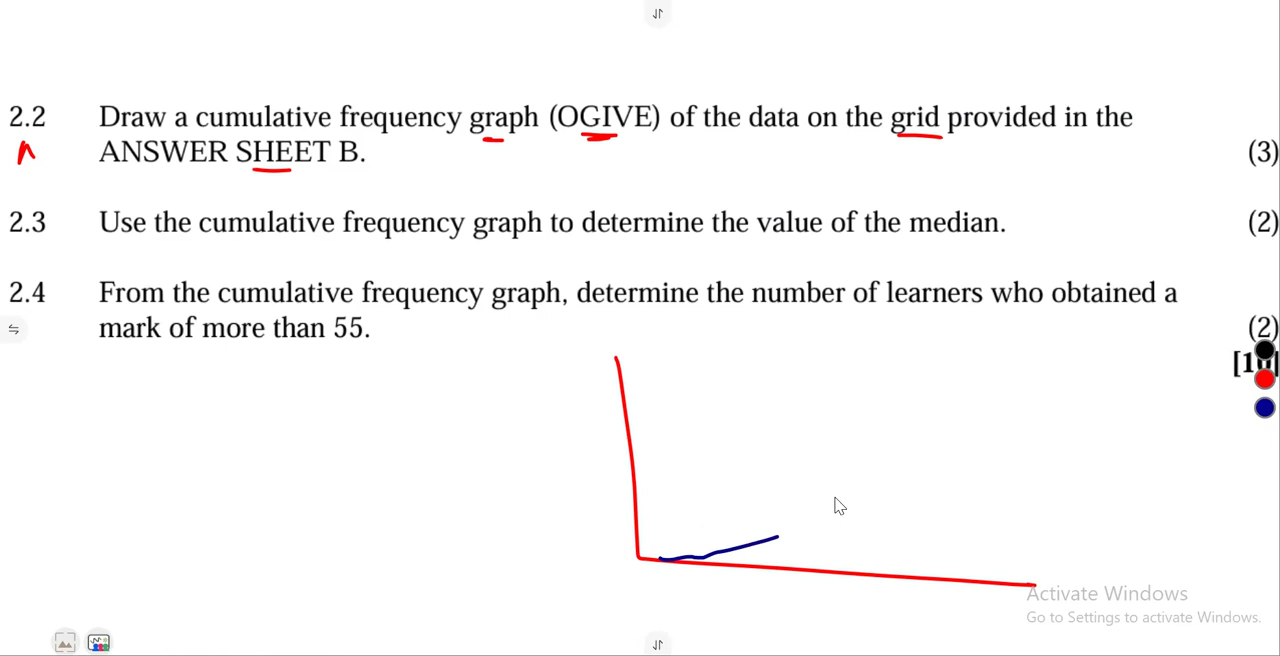 2.2 Draw a cumulative frequency graph (OGIVE) of the data on the grid provided in the
ANSWER SHEET B. (3)
2.3 Use the cumulative frequency graph to determine the value of the median. (2)
2.4 From the cumulative frequency graph, determine the number of learners who obtained a
mark of more than 55. (2)
[10]
Activate Windows
Go to Settings to activate Windows.